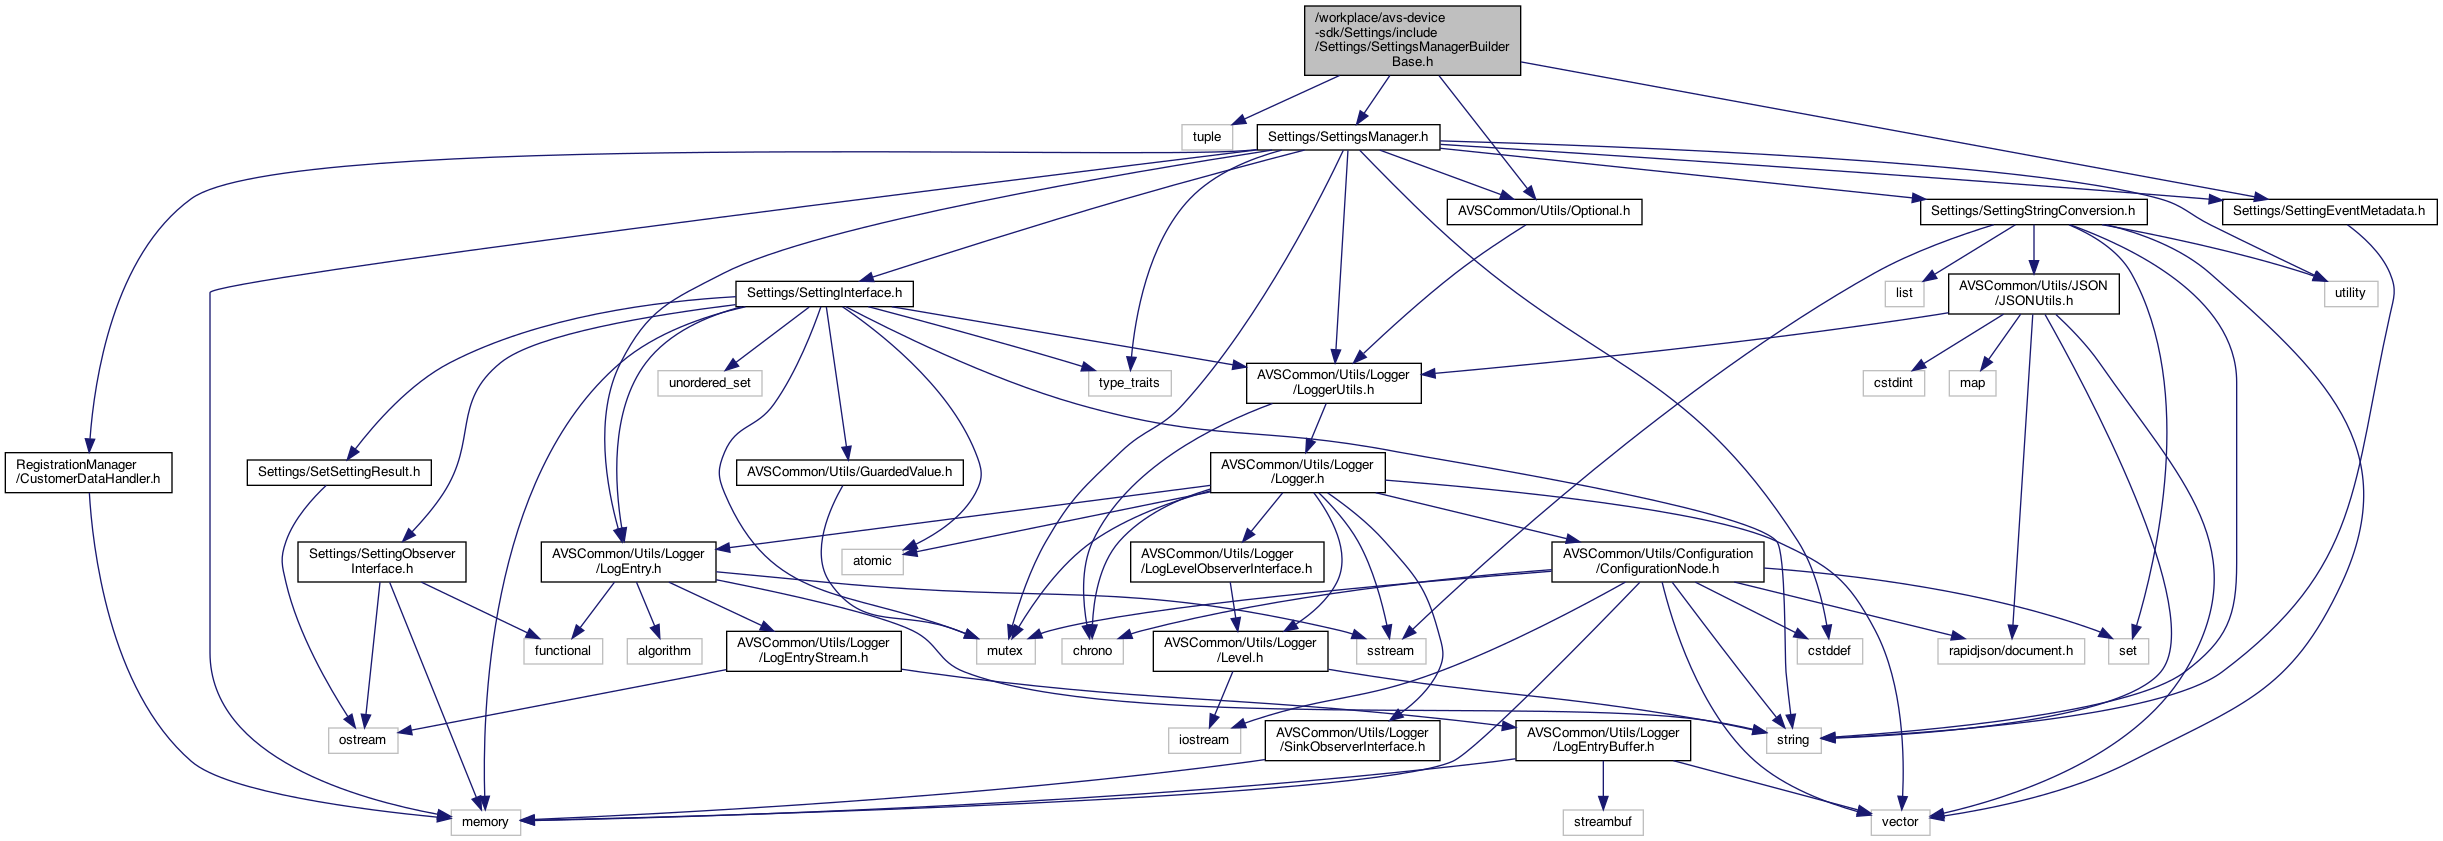 /workplace/avs-device
-sdk/Settings/include
/Settings/SettingsManagerBuilder
Base.h
tuple
Settings/SettingsManager.h
AVSCommon/Utils/Optional.h
Settings/SettingStringConversion.h
Settings/SettingEventMetadata.h
Settings/SettingInterface.h
list
AVSCommon/Utils/JSON
/JSONUtils.h
utility
unordered_set
type_traits
AVSCommon/Utils/Logger
/LoggerUtils.h
cstdint
map
RegistrationManager
/CustomerDataHandler.h
Settings/SetSettingResult.h
AVSCommon/Utils/GuardedValue.h
AVSCommon/Utils/Logger
/Logger.h
Settings/SettingObserver
Interface.h
AVSCommon/Utils/Logger
/LogEntry.h
atomic
AVSCommon/Utils/Logger
/LogLevelObserverInterface.h
AVSCommon/Utils/Configuration
/ConfigurationNode.h
functional
algorithm
AVSCommon/Utils/Logger
/LogEntryStream.h
mutex
chrono
AVSCommon/Utils/Logger
/Level.h
sstream
cstddef
rapidjson/document.h
set
ostream
iostream
AVSCommon/Utils/Logger
/SinkObserverInterface.h
AVSCommon/Utils/Logger
/LogEntryBuffer.h
string
memory
streambuf
vector